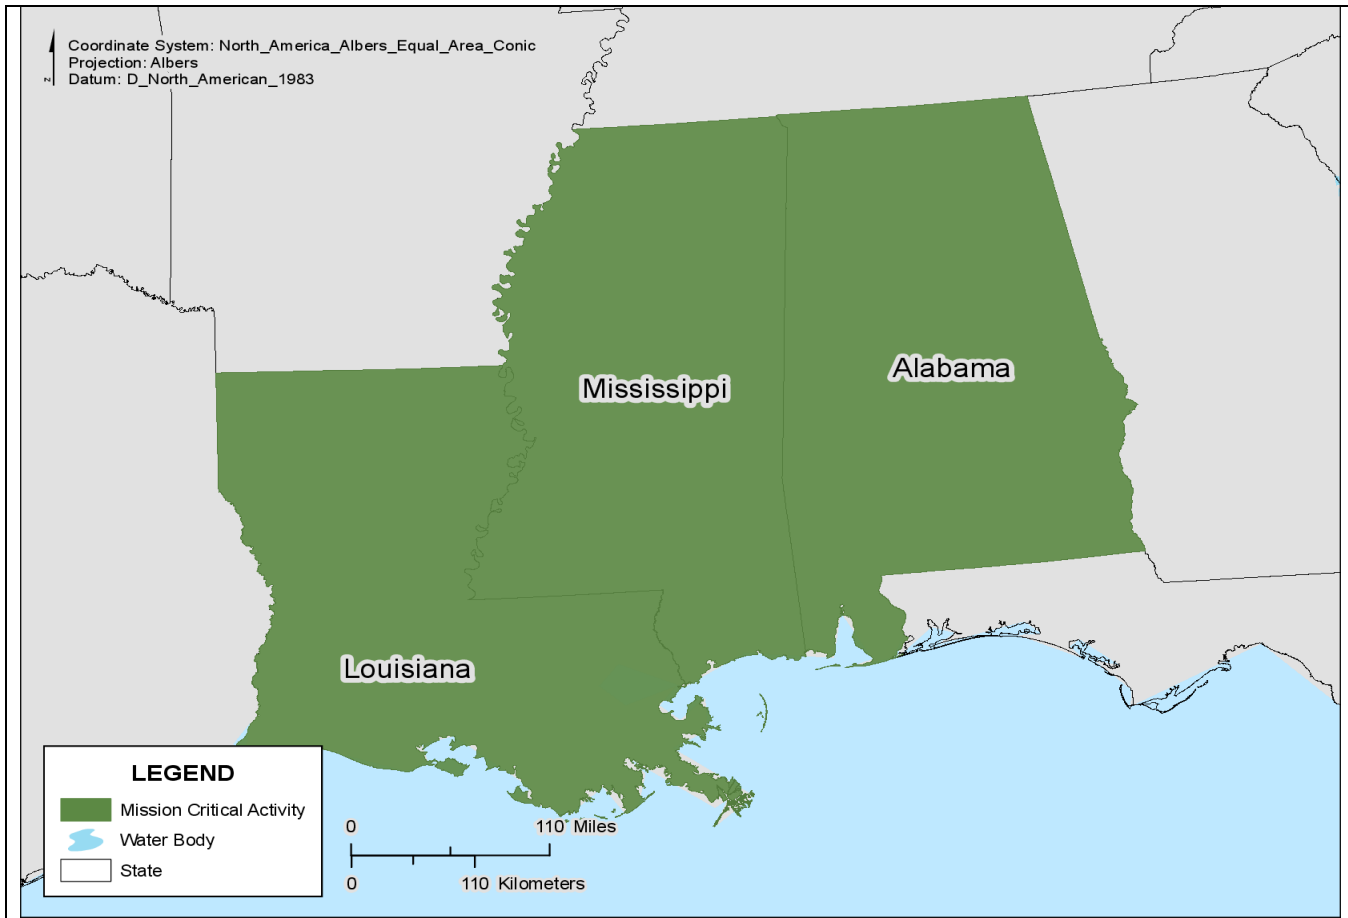 Coordinate System: North_America_Albers_Equal_Area_Conic
Projection: Albers
Z Datum: D_North_American_1983
Alabama
Mississippi
Louisiana
LEGEND
Mission Critical Activity
Water Body
State
0 110 Miles
0 110 Kilometers